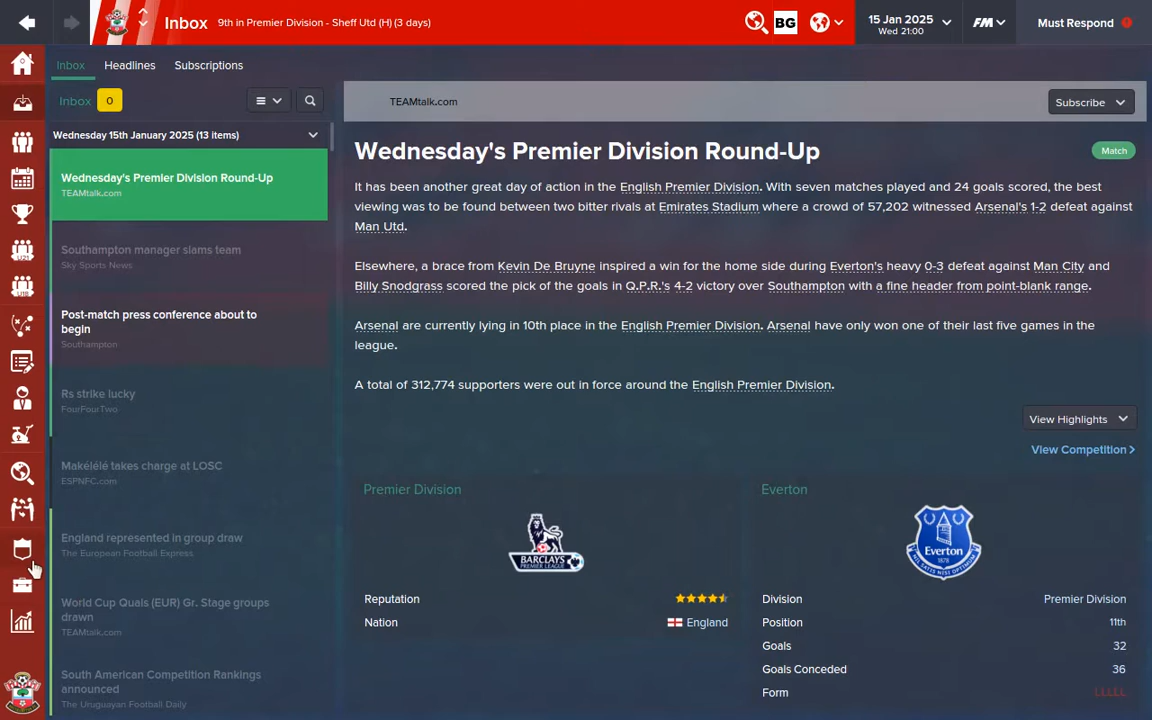 Inbox
9th in Premier Division - Sheff Utd (H) (3 days)
BG
15 Jan 2025
Wed 21:00
FM
Must Respond
Inbox
Headlines
Subscriptions
Inbox
0
Wednesday 15th January 2025 (13 items)
Wednesday's Premier Division Round-Up
TEAMtalk.com
Southampton manager slams team
Sky Sports News
Post-match press conference about to
begin
Southampton
Rs strike lucky
FourFourTwo
Makélélé takes charge at LOSC
ESPNFC.com
England represented in group draw
The European Football Express
World Cup Quals (EUR) Gr. Stage groups
drawn
TEAMtalk.com
South American Competition Rankings
announced
The Uruguayan Football Daily
U21
U18
TEAMtalk.com
Subscribe
Wednesday's Premier Division Round-Up
Match
It has been another great day of action in the English Premier Division. With seven matches played and 24 goals scored, the best
viewing was to be found between two bitter rivals at Emirates Stadium where a crowd of 57,202 witnessed Arsenal's 1-2 defeat against
Man Utd.
Elsewhere, a brace from Kevin De Bruyne inspired a win for the home side during Everton's heavy 0-3 defeat against Man City and
Billy Snodgrass scored the pick of the goals in Q.P.R.'s 4-2 victory over Southampton with a fine header from point-blank range.
Arsenal are currently lying in 10th place in the English Premier Division. Arsenal have only won one of their last five games in the
league.
A total of 312,774 supporters were out in force around the English Premier Division.
View Highlights
View Competition
Premier Division
BARCLAYS
PREMIER LEAGUE
Reputation
Nation
England
Everton
Everton
1878
NIL SATIS NISI OPTIMUM
Division
Premier Division
Position
11th
Goals
32
Goals Conceded
36
Form
LLLLL